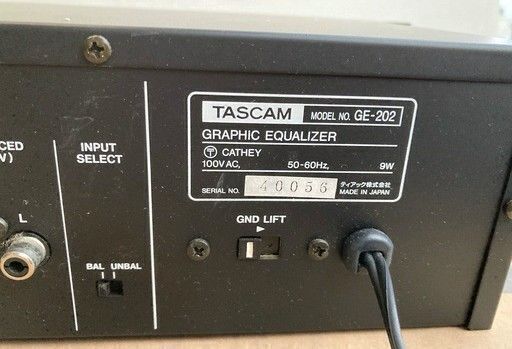 TASCAM MODEL NO. GE-202
GRAPHIC EQUALIZER
T CATHEY
100V AC, 50-60Hz, 9W
SERIAL NO. 40056 ティアック株式会社
MADE IN JAPAN
INPUT
SELECT
BAL UNBAL
GND LIFT
L